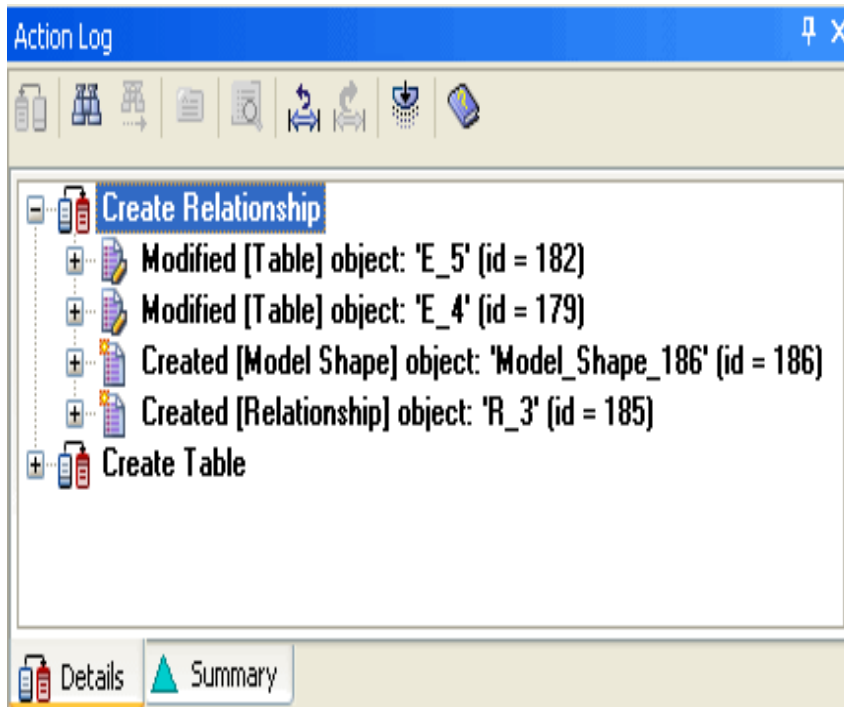 Action Log
Create Relationship
Modified [Table] object: 'E_5' (id = 182)
Modified [Table] object: 'E_4' (id = 179)
Created [Model Shape] object: 'Model_Shape_186' (id = 186)
Created [Relationship] object: 'R_3' (id = 185)
Create Table
Details Summary